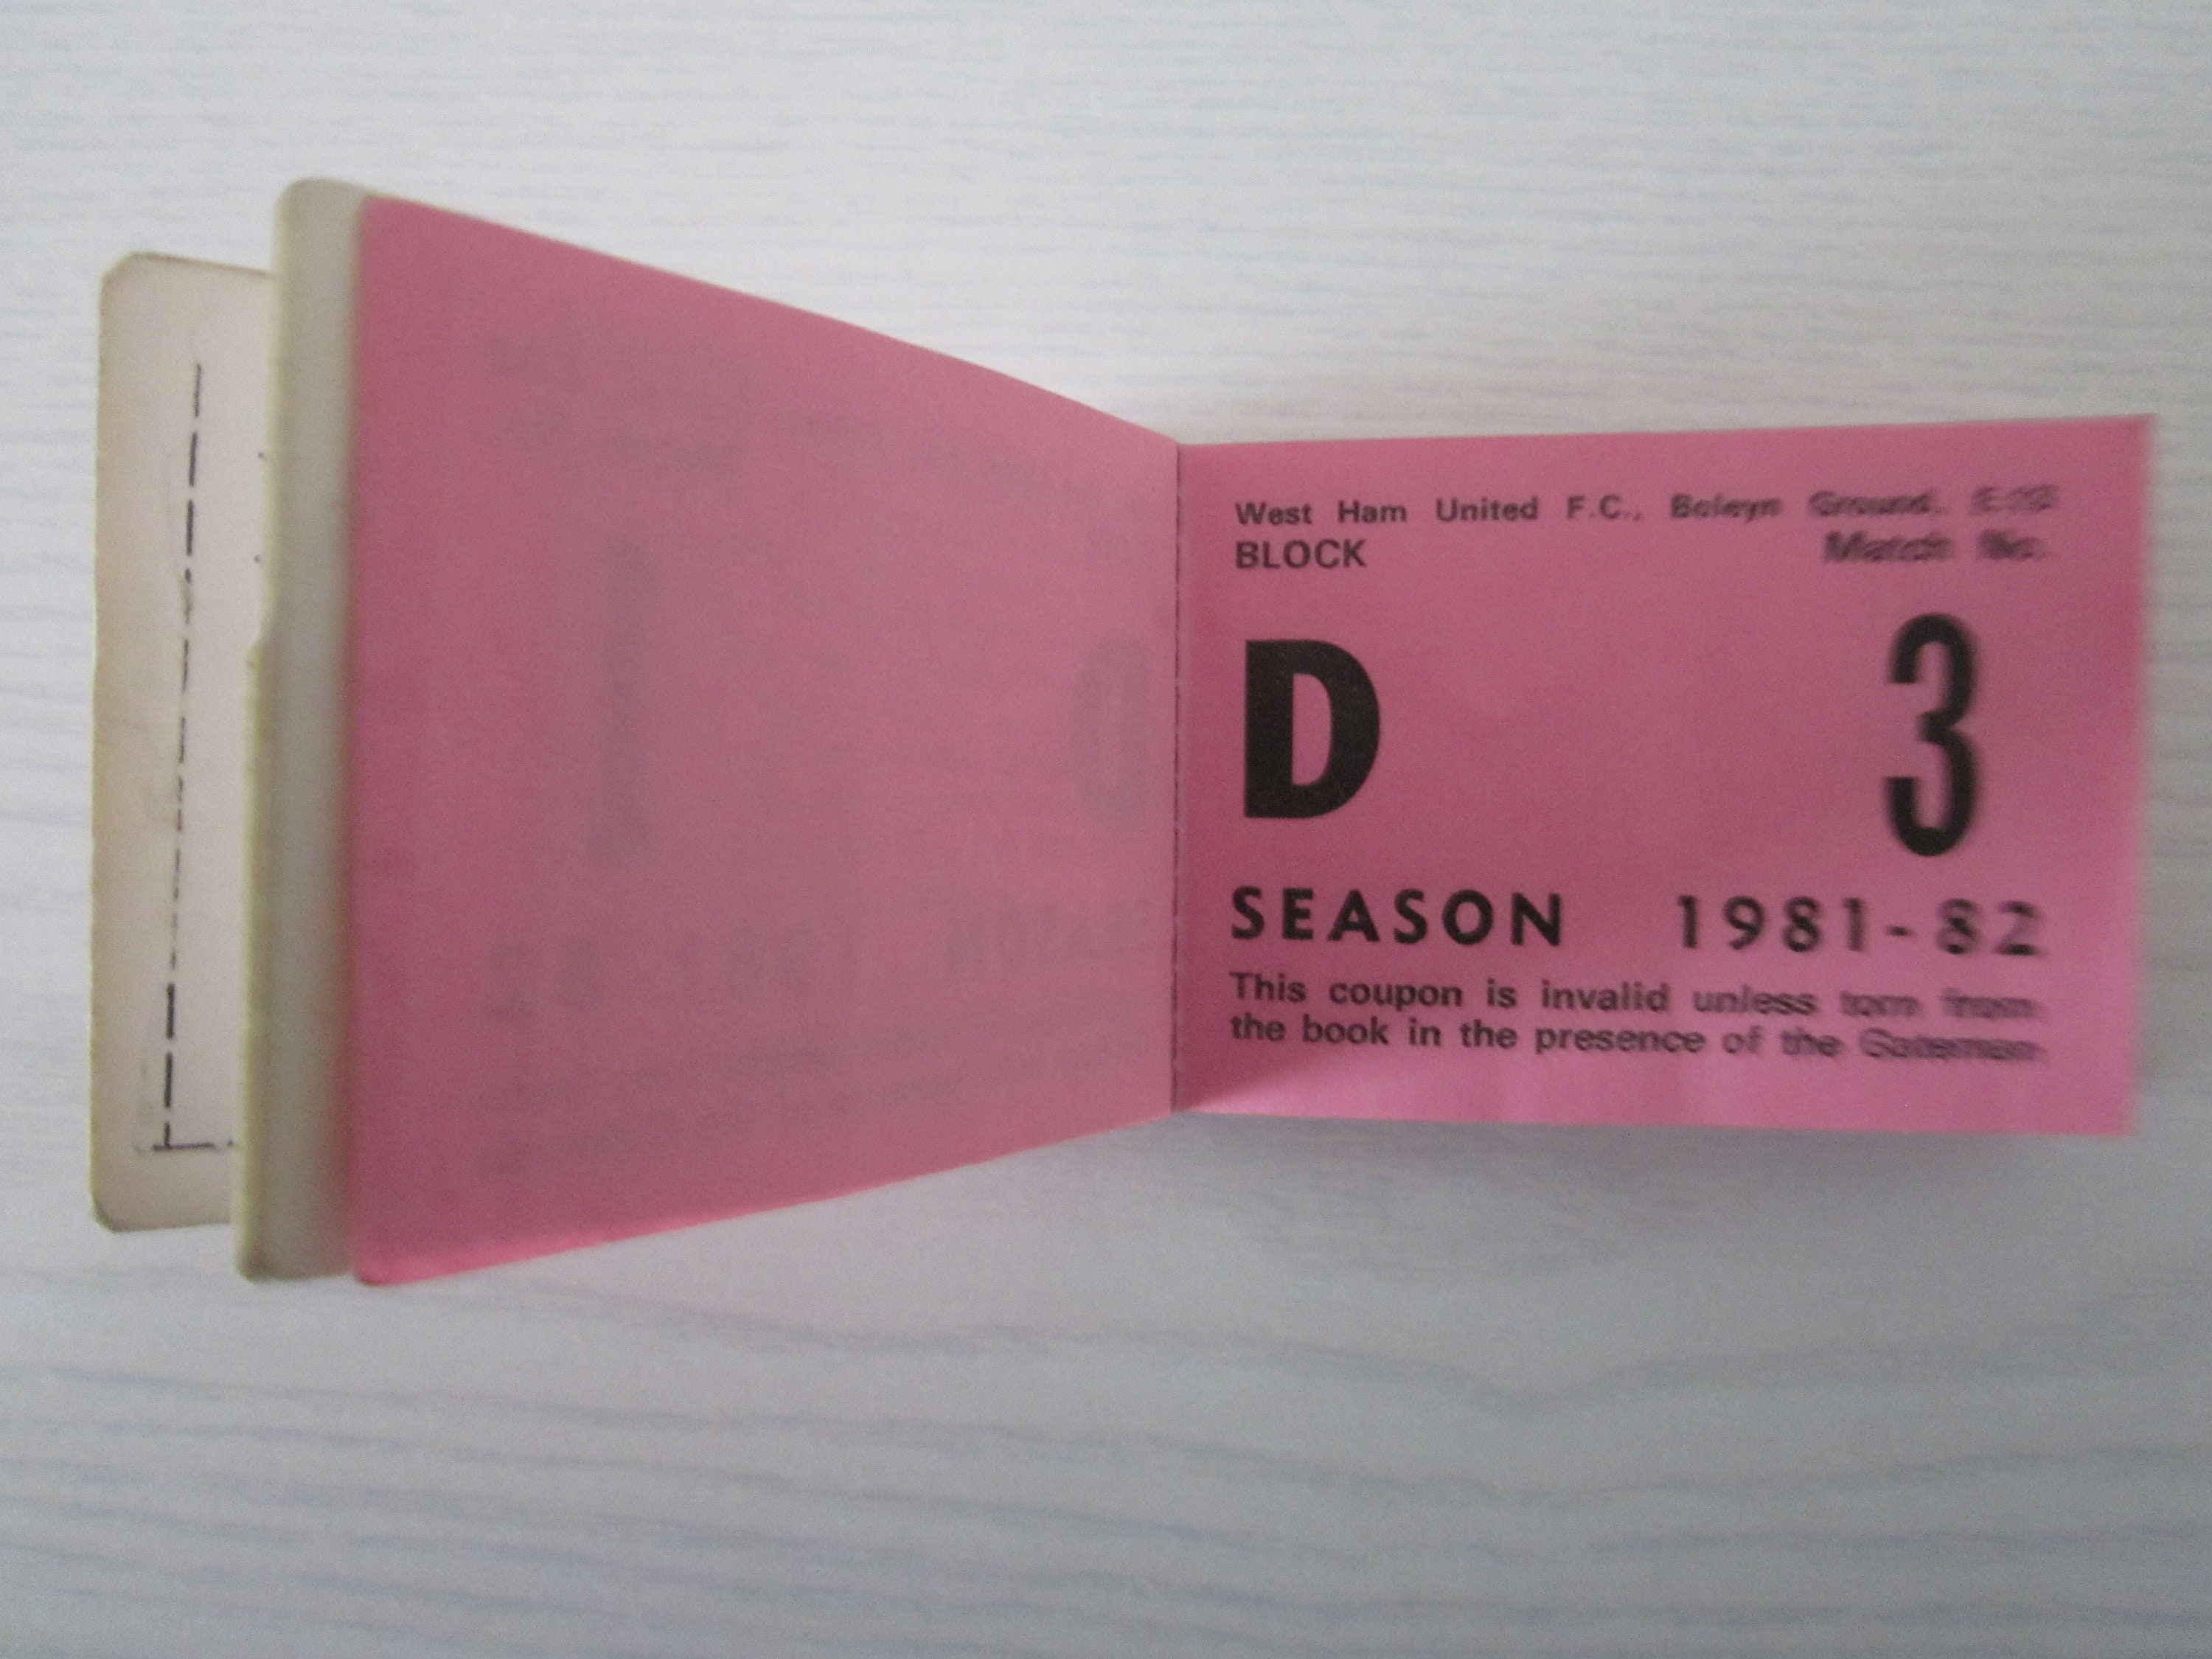 West Ham United F.C., Boleyn Ground, E.13
BLOCK Match No.
D 3
SEASON 1981-82
This coupon is invalid unless torn from
the book in the presence of the Gateman.